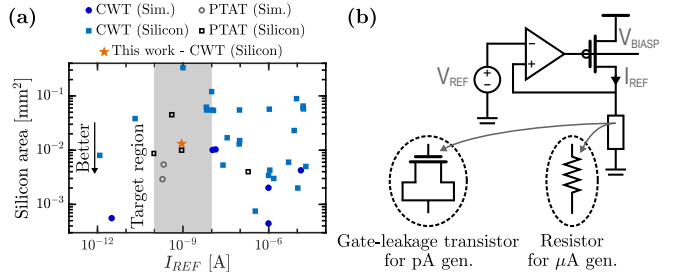 (a)
CWT (Sim.)
PTAT (Sim.)
CWT (Silicon)
PTAT (Silicon)
This work - CWT (Silicon)
Silicon area [mm²]
10⁻¹
10⁻²
10⁻³
Better
Target region
10⁻¹²
10⁻⁹
10⁻⁶
I_REF [A]
(b)
V_REF
V_BIASP
I_REF
Gate-leakage transistor
for pA gen.
Resistor
for μA gen.